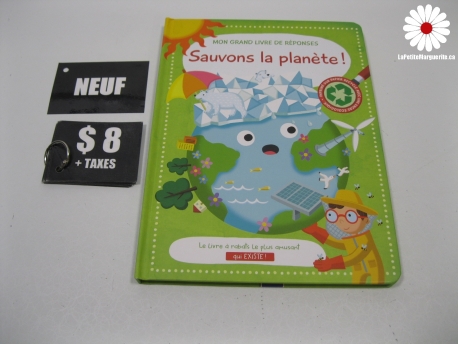 LaPetiteMarguerite.ca
MON GRAND LIVRE DE RÉPONSES
Sauvons la planète !
NEUF
$8
+ TAXES
Le livre à rabats le plus amusant
qui EXISTE !